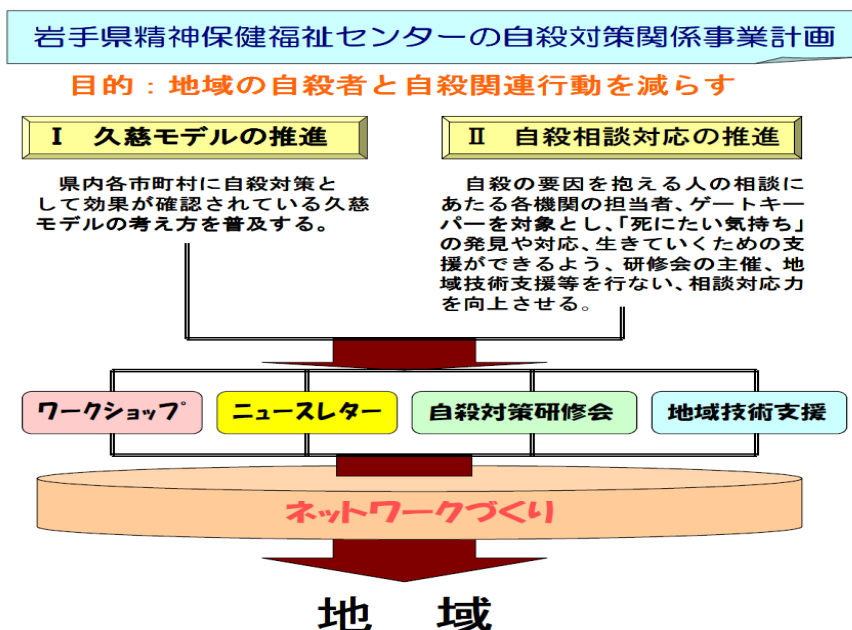 岩手県精神保健福祉センターの自殺対策関係事業計画
目的：地域の自殺者と自殺関連行動を減らす
Ⅰ　久慈モデルの推進
県内各市町村に自殺対策と
して効果が確認されている久慈
モデルの考え方を普及する。
Ⅱ　自殺相談対応の推進
自殺の要因を抱える人の相談に
あたる各機関の担当者、ゲートキー
パーを対象とし、「死にたい気持ち」
の発見や対応、生きていくための支
援ができるよう、研修会の主催、地
域技術支援等を行ない、相談対応力
を向上させる。
ワークショップ
ニュースレター
自殺対策研修会
地域技術支援
ネットワークづくり
地　域